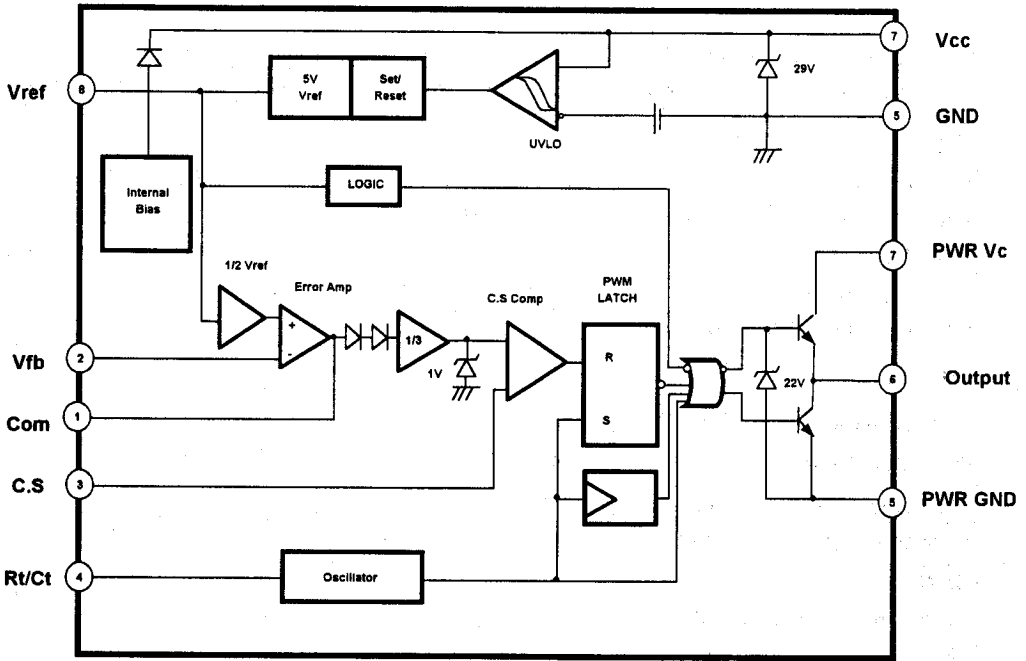 7
Vcc
5V
Vref
Set/
Reset
29V
Vref
8
5
GND
UVLO
Internal
Bias
LOGIC
7
PWR Vc
1/2 Vref
Error Amp
C.S Comp
PWM
LATCH
+
-
1/3
1V
R
S
22V
Vfb
2
6
Output
Com
1
C.S
3
5
PWR GND
Rt/Ct
4
Oscillator